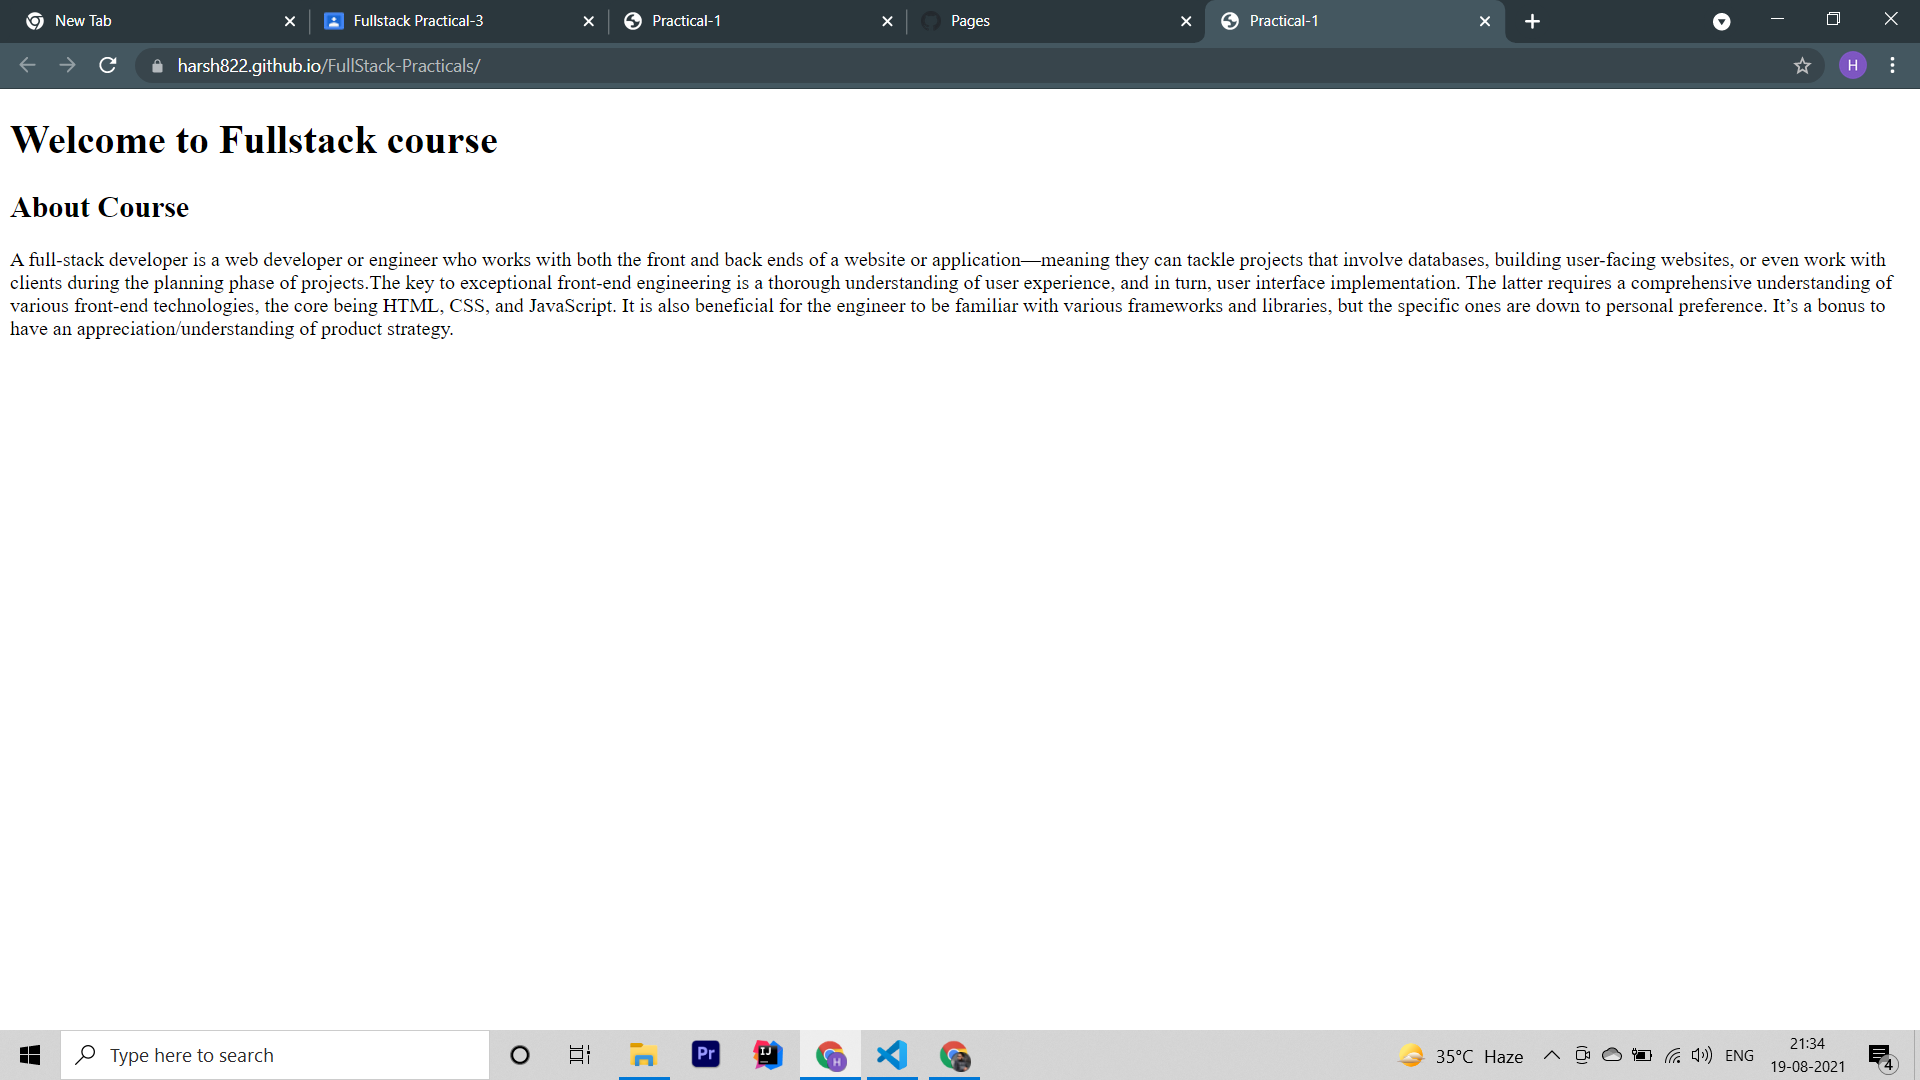 New Tab
Fullstack Practical-3
Practical-1
Pages
Practical-1
harsh822.github.io/FullStack-Practicals/
H
Welcome to Fullstack course
About Course
A full-stack developer is a web developer or engineer who works with both the front and back ends of a website or application—meaning they can tackle projects that involve databases, building user-facing websites, or even work with
clients during the planning phase of projects.The key to exceptional front-end engineering is a thorough understanding of user experience, and in turn, user interface implementation. The latter requires a comprehensive understanding of
various front-end technologies, the core being HTML, CSS, and JavaScript. It is also beneficial for the engineer to be familiar with various frameworks and libraries, but the specific ones are down to personal preference. It’s a bonus to
have an appreciation/understanding of product strategy.
Type here to search
Pr
IJ
H
35°C Haze
ENG
21:34
19-08-2021
4